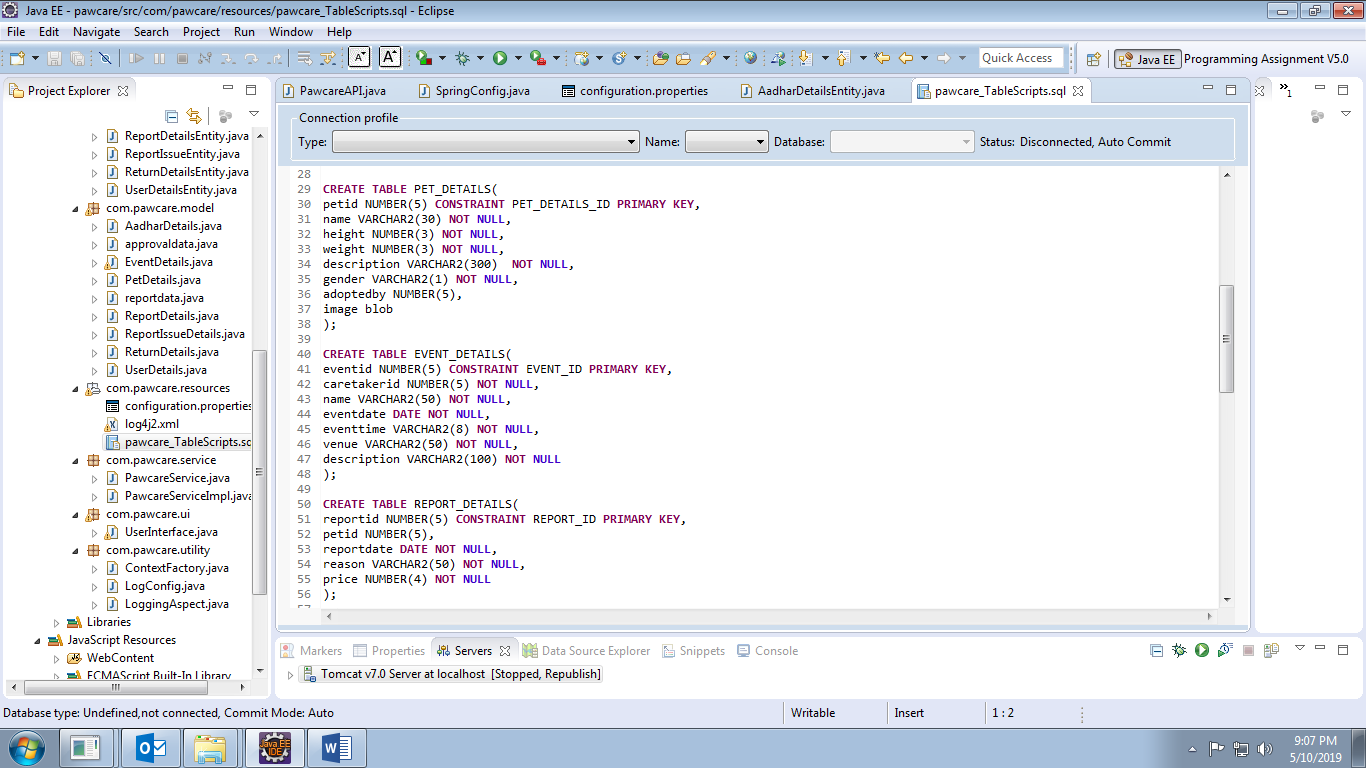 Java EE - pawcare/src/com/pawcare/resources/pawcare_TableScripts.sql - Eclipse
File Edit Navigate Search Project Run Window Help
Quick Access
Java EE
Programming Assignment V5.0
Project Explorer
ReportDetailsEntity.java
ReportIssueEntity.java
ReturnDetailsEntity.java
UserDetailsEntity.java
com.pawcare.model
AadharDetails.java
approvaldata.java
EventDetails.java
PetDetails.java
reportdata.java
ReportDetails.java
ReportIssueDetails.java
ReturnDetails.java
UserDetails.java
com.pawcare.resources
configuration.properties
log4j2.xml
pawcare_TableScripts.sq
com.pawcare.service
PawcareService.java
PawcareServiceImpl.java
com.pawcare.ui
UserInterface.java
com.pawcare.utility
ContextFactory.java
LogConfig.java
LoggingAspect.java
Libraries
JavaScript Resources
WebContent
ECMAScript Built-In Library
PawcareAPI.java SpringConfig.java configuration.properties AadharDetailsEntity.java pawcare_TableScripts.sql
1
Connection profile
Type: Name: Database: Status: Disconnected, Auto Commit
28
29 CREATE TABLE PET_DETAILS(
30 petid NUMBER(5) CONSTRAINT PET_DETAILS_ID PRIMARY KEY,
31 name VARCHAR2(30) NOT NULL,
32 height NUMBER(3) NOT NULL,
33 weight NUMBER(3) NOT NULL,
34 description VARCHAR2(300)  NOT NULL,
35 gender VARCHAR2(1) NOT NULL,
36 adoptedby NUMBER(5),
37 image blob
38 );
39
40 CREATE TABLE EVENT_DETAILS(
41 eventid NUMBER(5) CONSTRAINT EVENT_ID PRIMARY KEY,
42 caretakerid NUMBER(5) NOT NULL,
43 name VARCHAR2(50) NOT NULL,
44 eventdate DATE NOT NULL,
45 eventtime VARCHAR2(8) NOT NULL,
46 venue VARCHAR2(50) NOT NULL,
47 description VARCHAR2(100) NOT NULL
48 );
49
50 CREATE TABLE REPORT_DETAILS(
51 reportid NUMBER(5) CONSTRAINT REPORT_ID PRIMARY KEY,
52 petid NUMBER(5),
53 reportdate DATE NOT NULL,
54 reason VARCHAR2(50) NOT NULL,
55 price NUMBER(4) NOT NULL
56 );
57
Markers Properties Servers Data Source Explorer Snippets Console
Tomcat v7.0 Server at localhost [Stopped, Republish]
Database type: Undefined,not connected, Commit Mode: Auto
Writable
Insert
1 : 2
Java EE
IDE
9:07 PM
5/10/2019